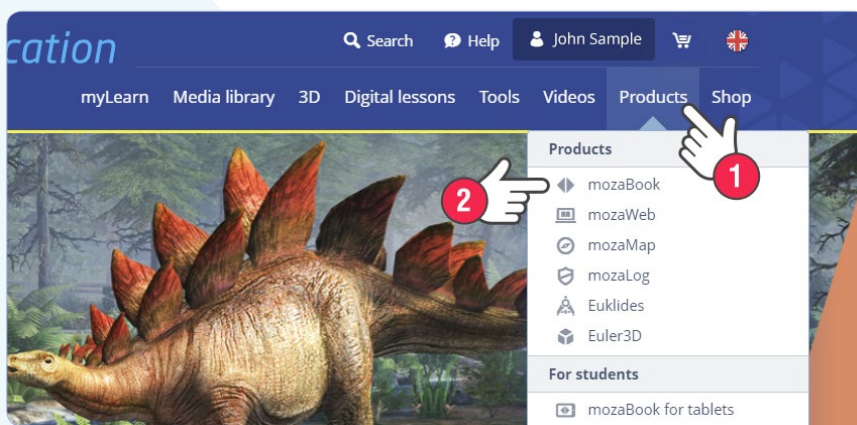 cation
Search Help John Sample
myLearn Media library 3D Digital lessons Tools Videos Products Shop
1
Products
2
mozaBook
mozaWeb
mozaMap
mozaLog
Euklides
Euler3D
For students
mozaBook for tablets